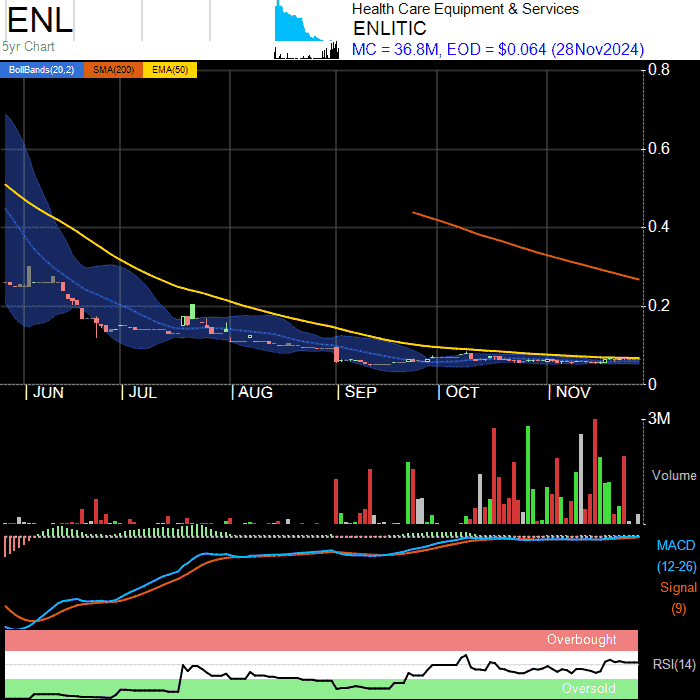 ENL
5yr Chart
Health Care Equipment & Services
ENLITIC
MC = 36.8M, EOD = $0.064 (28Nov2024)
BollBands(20,2) SMA(200) EMA(50)
0.8
0.6
0.4
0.2
0
JUN JUL AUG SEP OCT NOV
3M
Volume
MACD
(12-26)
Signal
(9)
Overbought
RSI(14)
Oversold